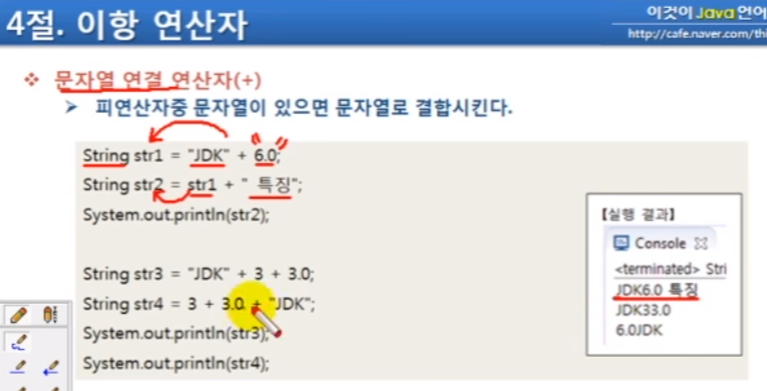 4절. 이항 연산자
이것이 Java 언어
http://cafe.naver.com/thi
❖ 문자열 연결 연산자(+)
➢ 피연산자중 문자열이 있으면 문자열로 결합시킨다.
String str1 = "JDK" + 6.0;
String str2 = str1 + " 특징";
System.out.println(str2);
String str3 = "JDK" + 3 + 3.0;
String str4 = 3 + 3.0 + "JDK";
System.out.println(str3);
System.out.println(str4);
【실행 결과】
Console
<terminated> Stri
JDK6.0 특징
JDK33.0
6.0JDK